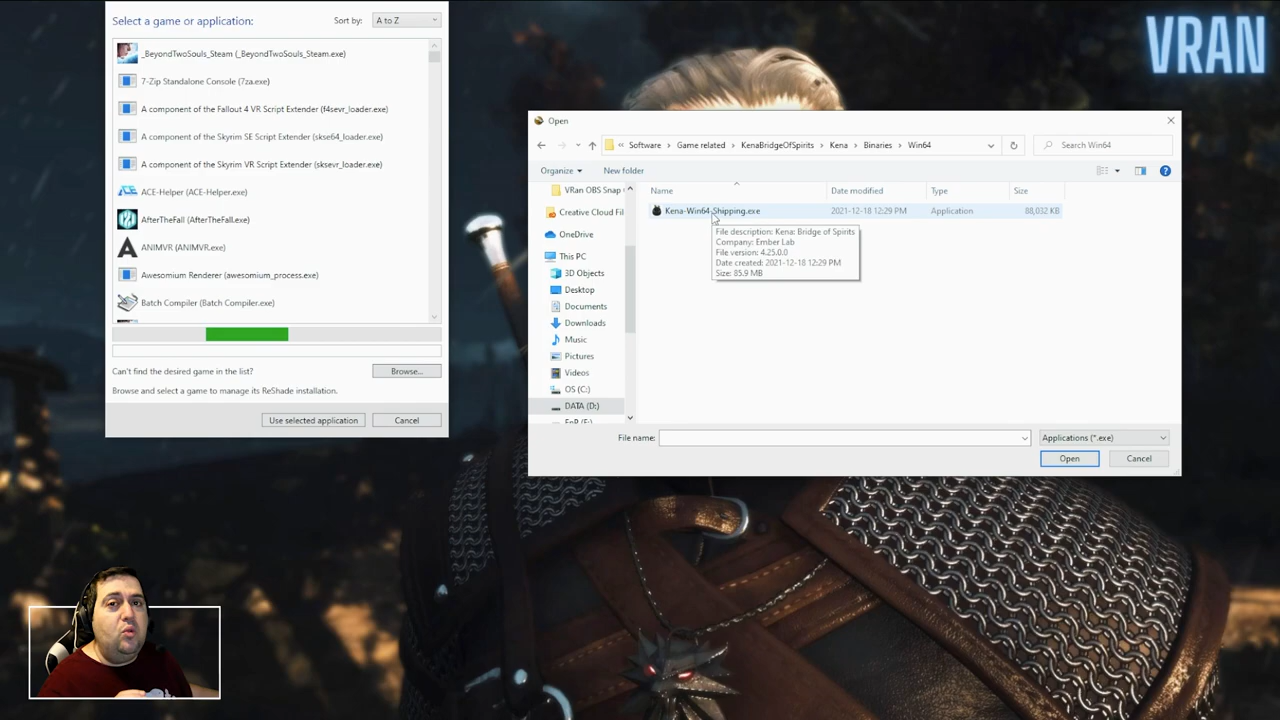 VRAN
Select a game or application:
Sort by:
A to Z
_BeyondTwoSouls_Steam (_BeyondTwoSouls_Steam.exe)
7-Zip Standalone Console (7za.exe)
A component of the Fallout 4 VR Script Extender (f4sevr_loader.exe)
A component of the Skyrim SE Script Extender (skse64_loader.exe)
A component of the Skyrim VR Script Extender (sksevr_loader.exe)
ACE-Helper (ACE-Helper.exe)
AfterTheFall (AfterTheFall.exe)
ANIMVR (ANIMVR.exe)
Awesomium Renderer (awesomium_process.exe)
Batch Compiler (Batch Compiler.exe)
Can't find the desired game in the list?
Browse...
Browse and select a game to manage its ReShade installation.
Use selected application
Cancel
Open
« Software › Game related › KenaBridgeOfSpirits › Kena › Binaries › Win64
Search Win64
Organize
New folder
VRan OBS Snap
Creative Cloud Fil
OneDrive
This PC
3D Objects
Desktop
Documents
Downloads
Music
Pictures
Videos
OS (C:)
DATA (D:)
Name
Date modified
Type
Size
Kena-Win64-Shipping.exe
2021-12-18 12:29 PM
Application
88,032 KB
File description: Kena: Bridge of Spirits
Company: Ember Lab
File version: 4.25.0.0
Date created: 2021-12-18 12:29 PM
Size: 85.9 MB
File name:
Applications (*.exe)
Open
Cancel